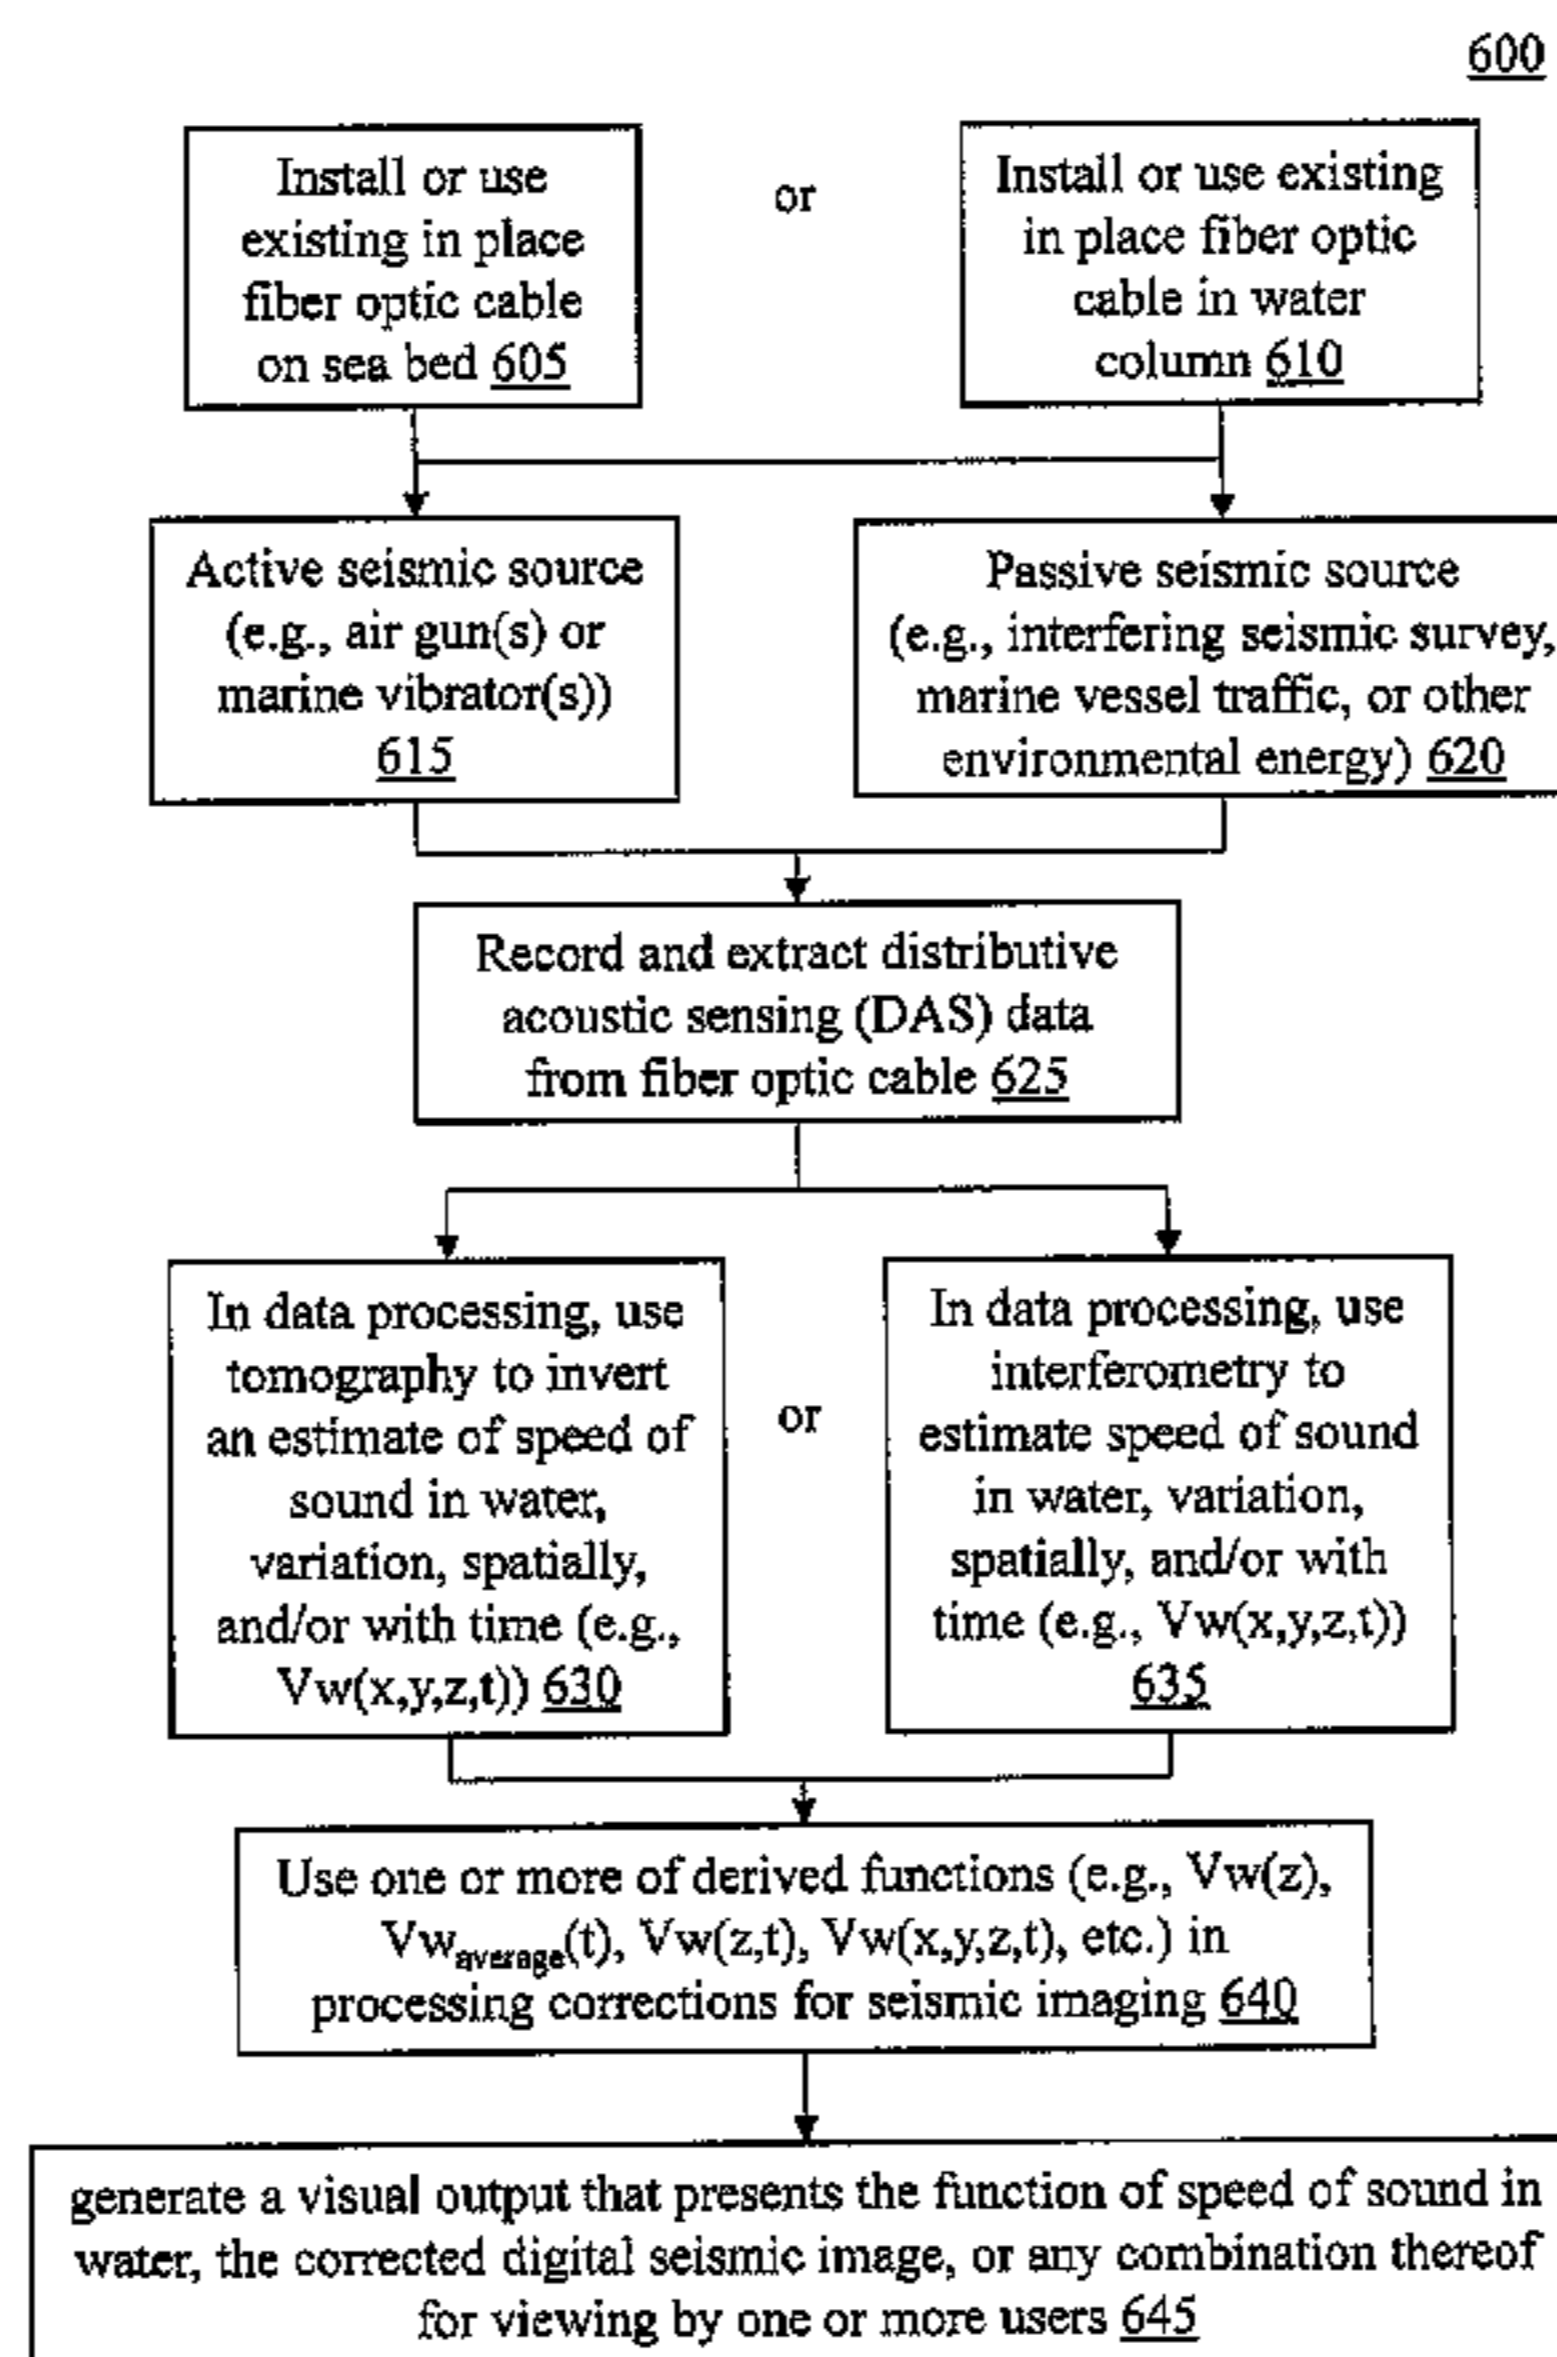 600
Install or use
existing in place
fiber optic cable
on sea bed 605
or
Install or use existing
in place fiber optic
cable in water
column 610
Active seismic source
(e.g., air gun(s) or
marine vibrator(s))
615
Passive seismic source
(e.g., interfering seismic survey,
marine vessel traffic, or other
environmental energy) 620
Record and extract distributive
acoustic sensing (DAS) data
from fiber optic cable 625
In data processing, use
tomography to invert
an estimate of speed of
sound in water,
variation, spatially,
and/or with time (e.g.,
Vw(x,y,z,t)) 630
or
In data processing, use
interferometry to
estimate speed of sound
in water, variation,
spatially, and/or with
time (e.g., Vw(x,y,z,t))
635
Use one or more of derived functions (e.g., Vw(z),
Vwaverage(t), Vw(z,t), Vw(x,y,z,t), etc.) in
processing corrections for seismic imaging 640
generate a visual output that presents the function of speed of sound in
water, the corrected digital seismic image, or any combination thereof
for viewing by one or more users 645